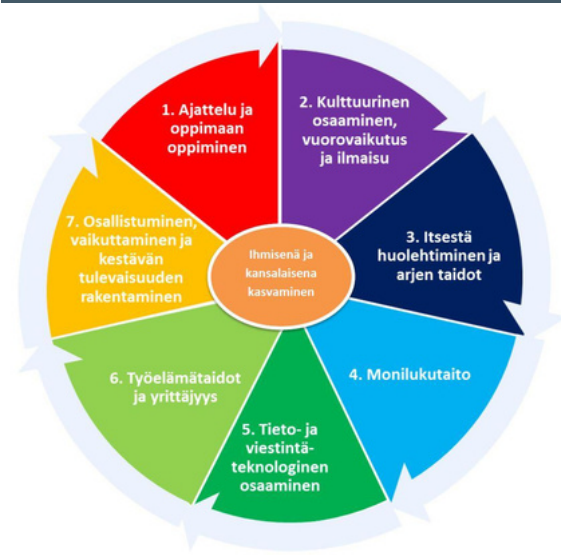 1. Ajattelu ja
oppimaan
oppiminen
2. Kulttuurinen
osaaminen,
vuorovaikutus
ja ilmaisu
3. Itsestä
huolehtiminen ja
arjen taidot
4. Monilukutaito
5. Tieto- ja
viestintä-
teknologinen
osaaminen
6. Työelämätaidot
ja yrittäjyys
7. Osallistuminen,
vaikuttaminen ja
kestävän
tulevaisuuden
rakentaminen
Ihmisenä ja
kansalaisena
kasvaminen